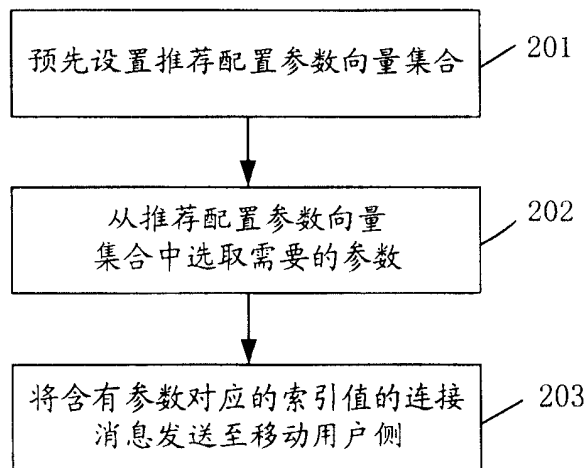 预先设置推荐配置参数向量集合
201
从推荐配置参数向量
集合中选取需要的参数
202
将含有参数对应的索引值的连接
消息发送至移动用户侧
203